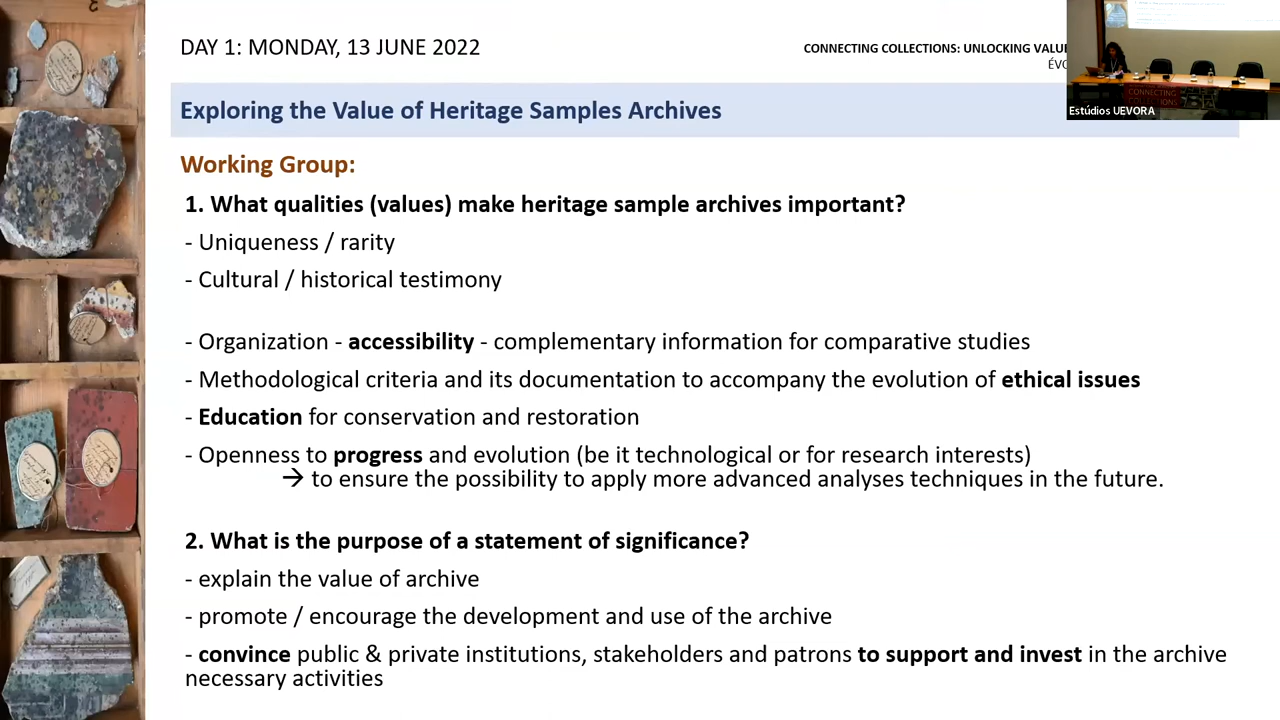 DAY 1: MONDAY, 13 JUNE 2022
CONNECTING COLLECTIONS: UNLOCKING VALUE
Estúdios UEVORA
Exploring the Value of Heritage Samples Archives
Working Group:
1. What qualities (values) make heritage sample archives important?
- Uniqueness / rarity
- Cultural / historical testimony
- Organization - accessibility - complementary information for comparative studies
- Methodological criteria and its documentation to accompany the evolution of ethical issues
- Education for conservation and restoration
- Openness to progress and evolution (be it technological or for research interests)
→ to ensure the possibility to apply more advanced analyses techniques in the future.
2. What is the purpose of a statement of significance?
- explain the value of archive
- promote / encourage the development and use of the archive
- convince public & private institutions, stakeholders and patrons to support and invest in the archive
necessary activities